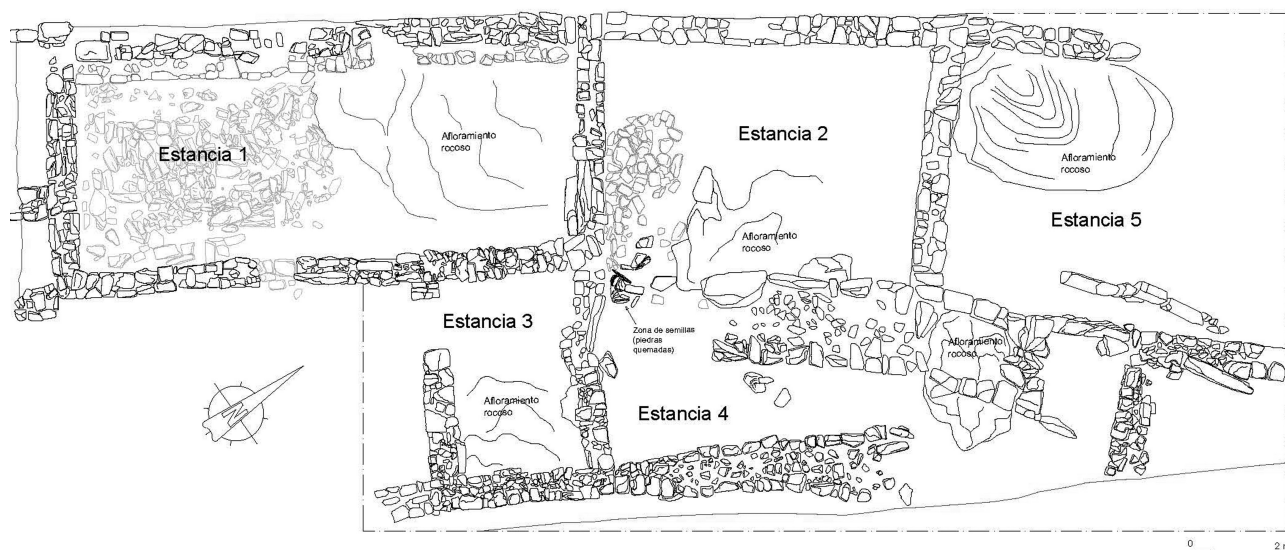 Estancia 1
Afloramiento
rocoso
Estancia 2
Afloramiento
rocoso
Estancia 5
Afloramiento
rocoso
Estancia 3
Zona de semillas
(piedras
quemadas)
Afloramiento
rocoso
Afloramiento
rocoso
Estancia 4
N
0 2